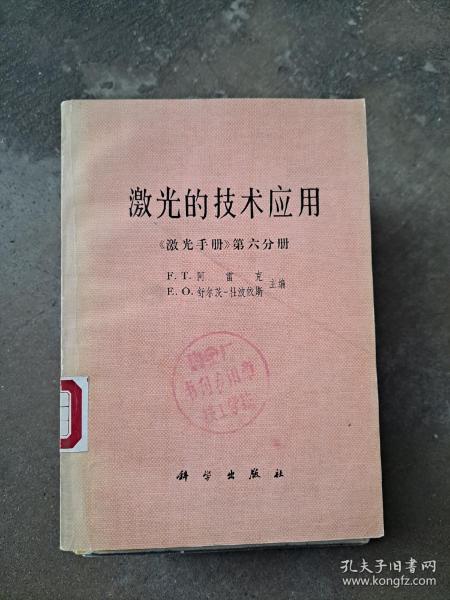 激光的技术应用
《激光手册》第六分册
F. T. 阿雷克
E. O. 舒尔茨-杜波依斯 主编
科学出版社
孔夫子旧书网
www.kongfz.com